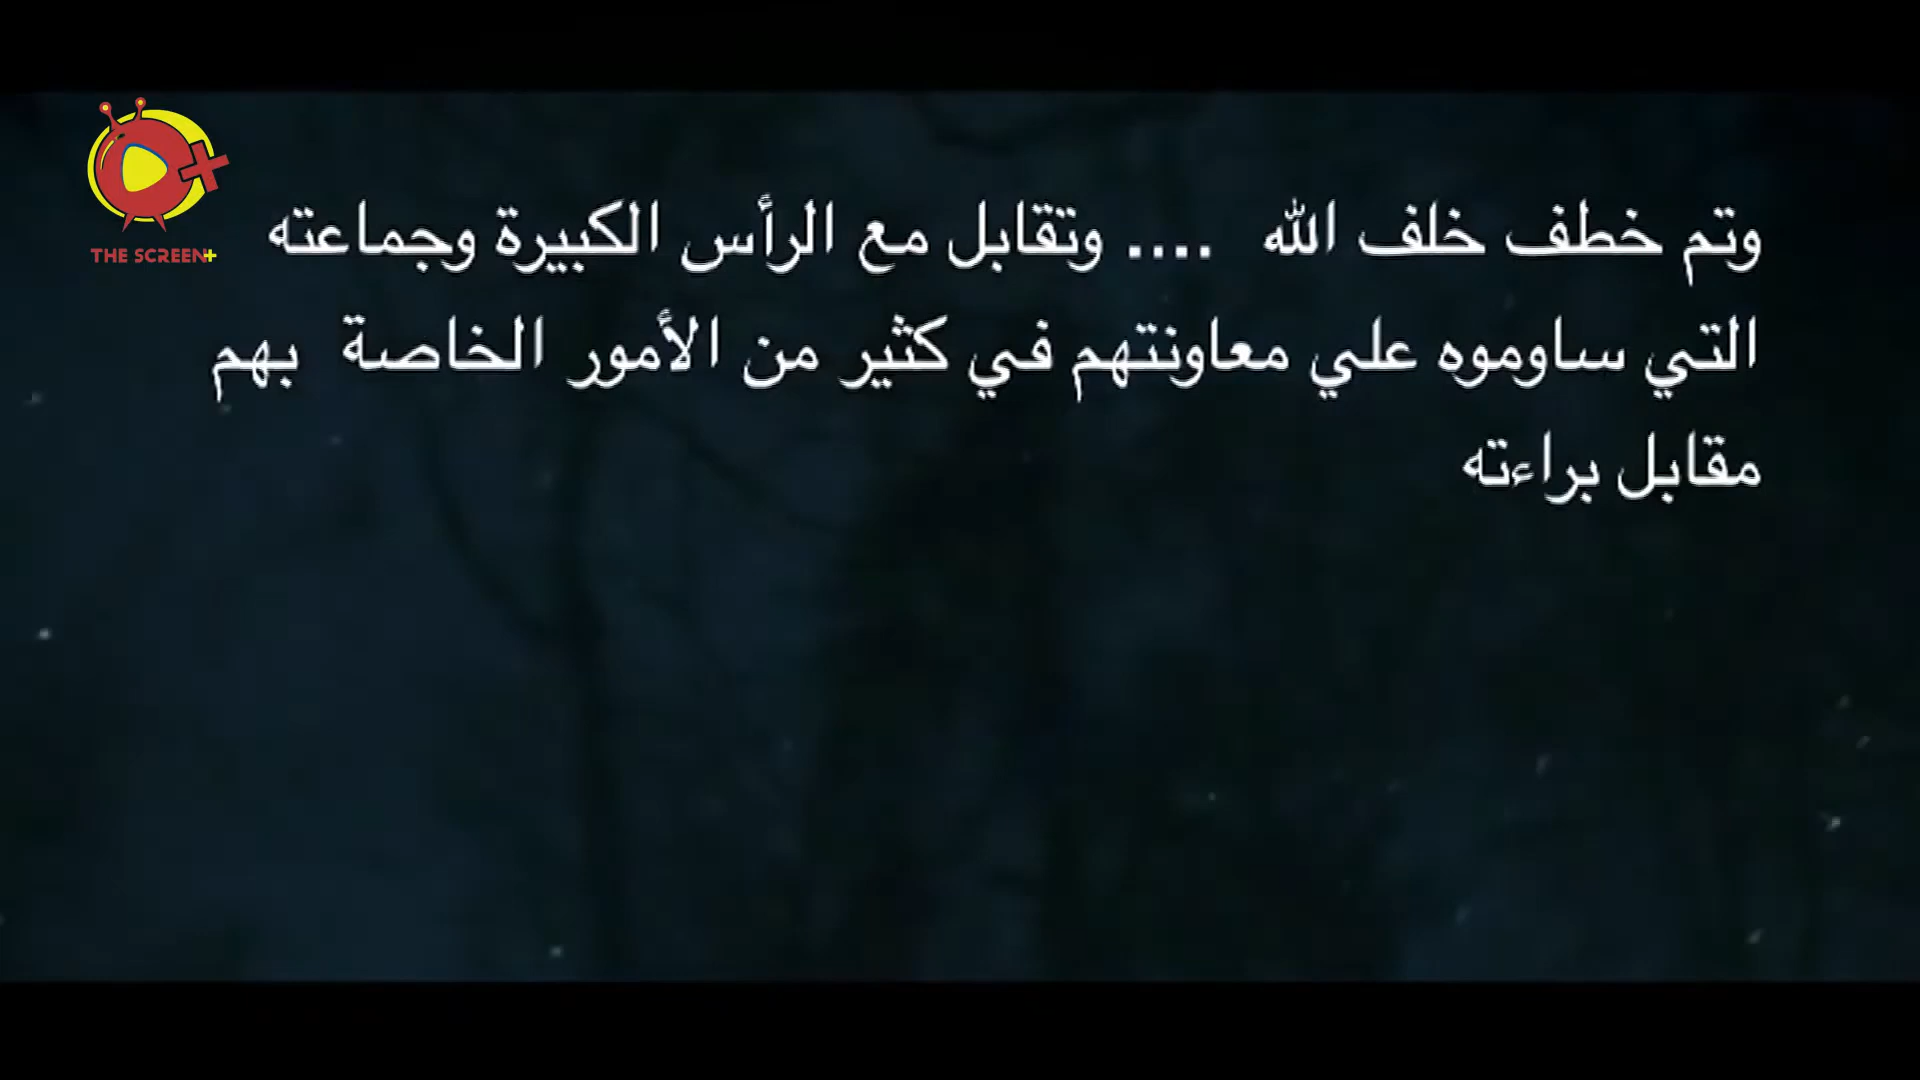 THE SCREEN+
وتم خطف خلف الله .... وتقابل مع الرأس الكبيرة وجماعته
التي ساوموه علي معاونتهم في كثير من الأمور الخاصة بهم
مقابل براءته